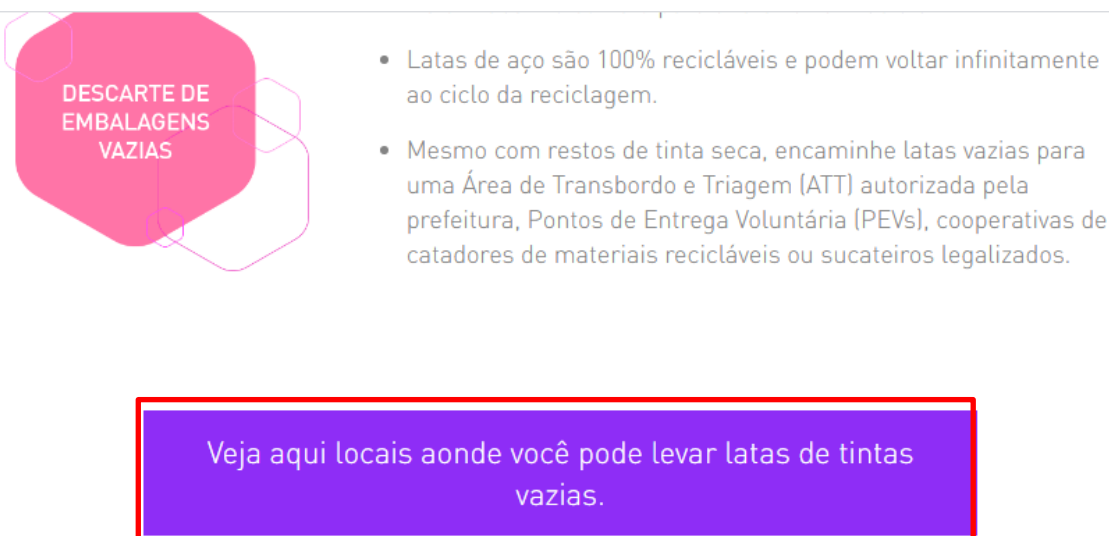 DESCARTE DE
EMBALAGENS
VAZIAS
• Latas de aço são 100% recicláveis e podem voltar infinitamente
ao ciclo da reciclagem.
• Mesmo com restos de tinta seca, encaminhe latas vazias para
uma Área de Transbordo e Triagem (ATT) autorizada pela
prefeitura, Pontos de Entrega Voluntária (PEVs), cooperativas de
catadores de materiais recicláveis ou sucateiros legalizados.
Veja aqui locais aonde você pode levar latas de tintas
vazias.